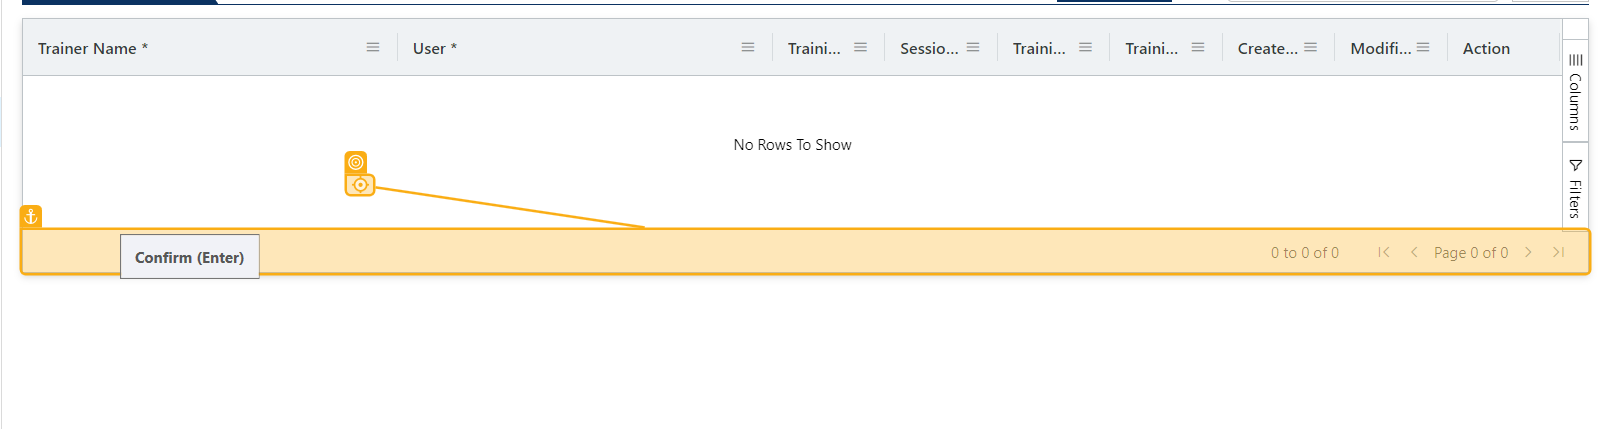 Trainer Name * User * Traini... Sessio... Traini... Traini... Create... Modifi... Action
Columns
No Rows To Show
Filters
Confirm (Enter) 0 to 0 of 0 Page 0 of 0